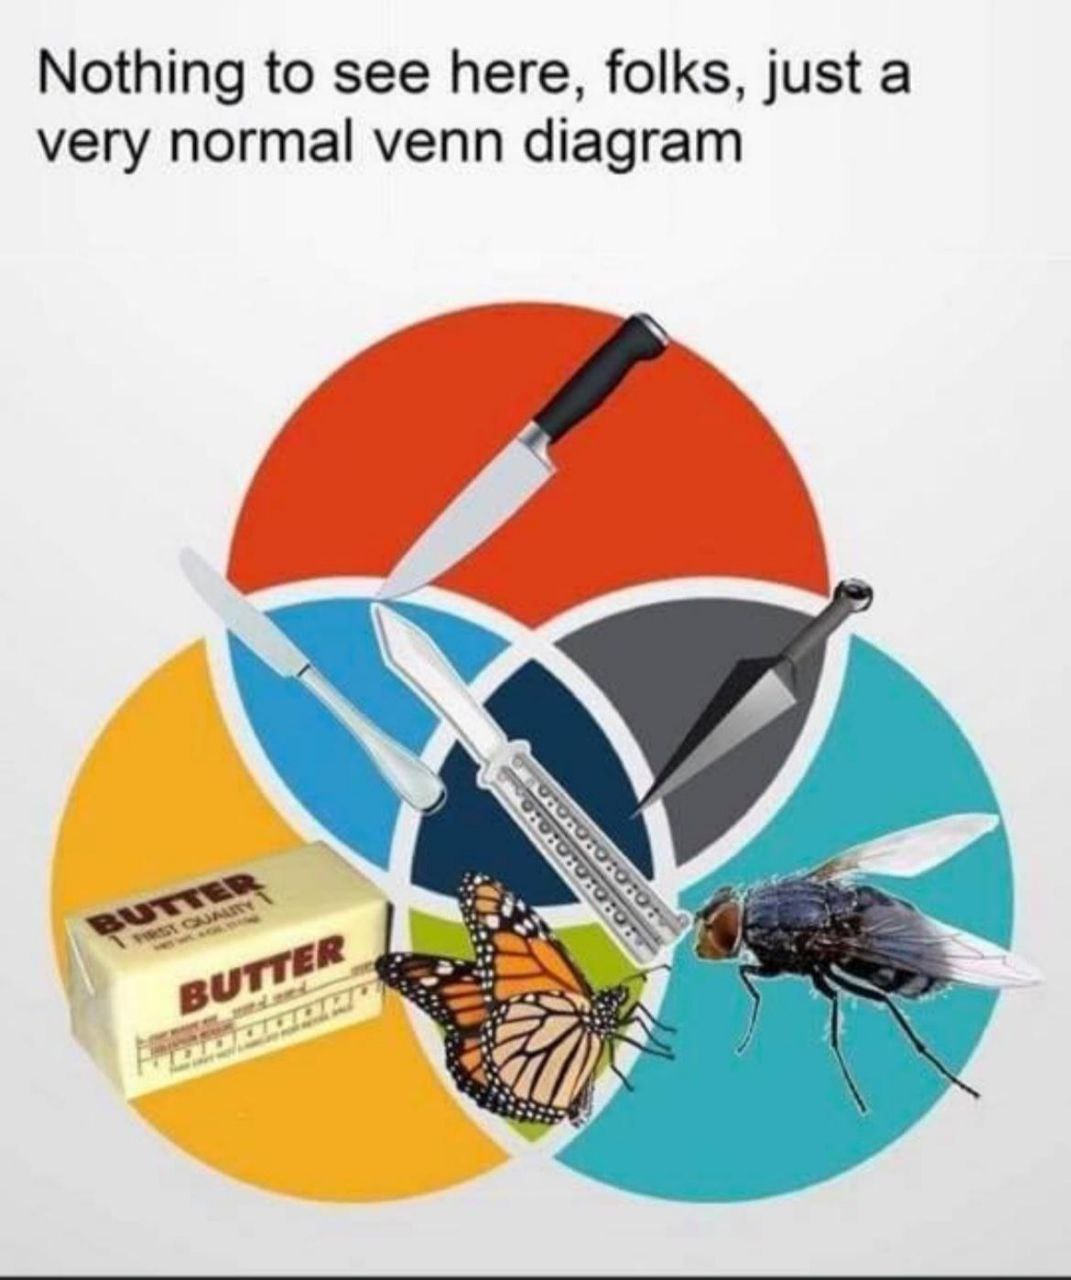 Nothing to see here, folks, just a
very normal venn diagram
BUTTER
FIRST QUALITY
BUTTER